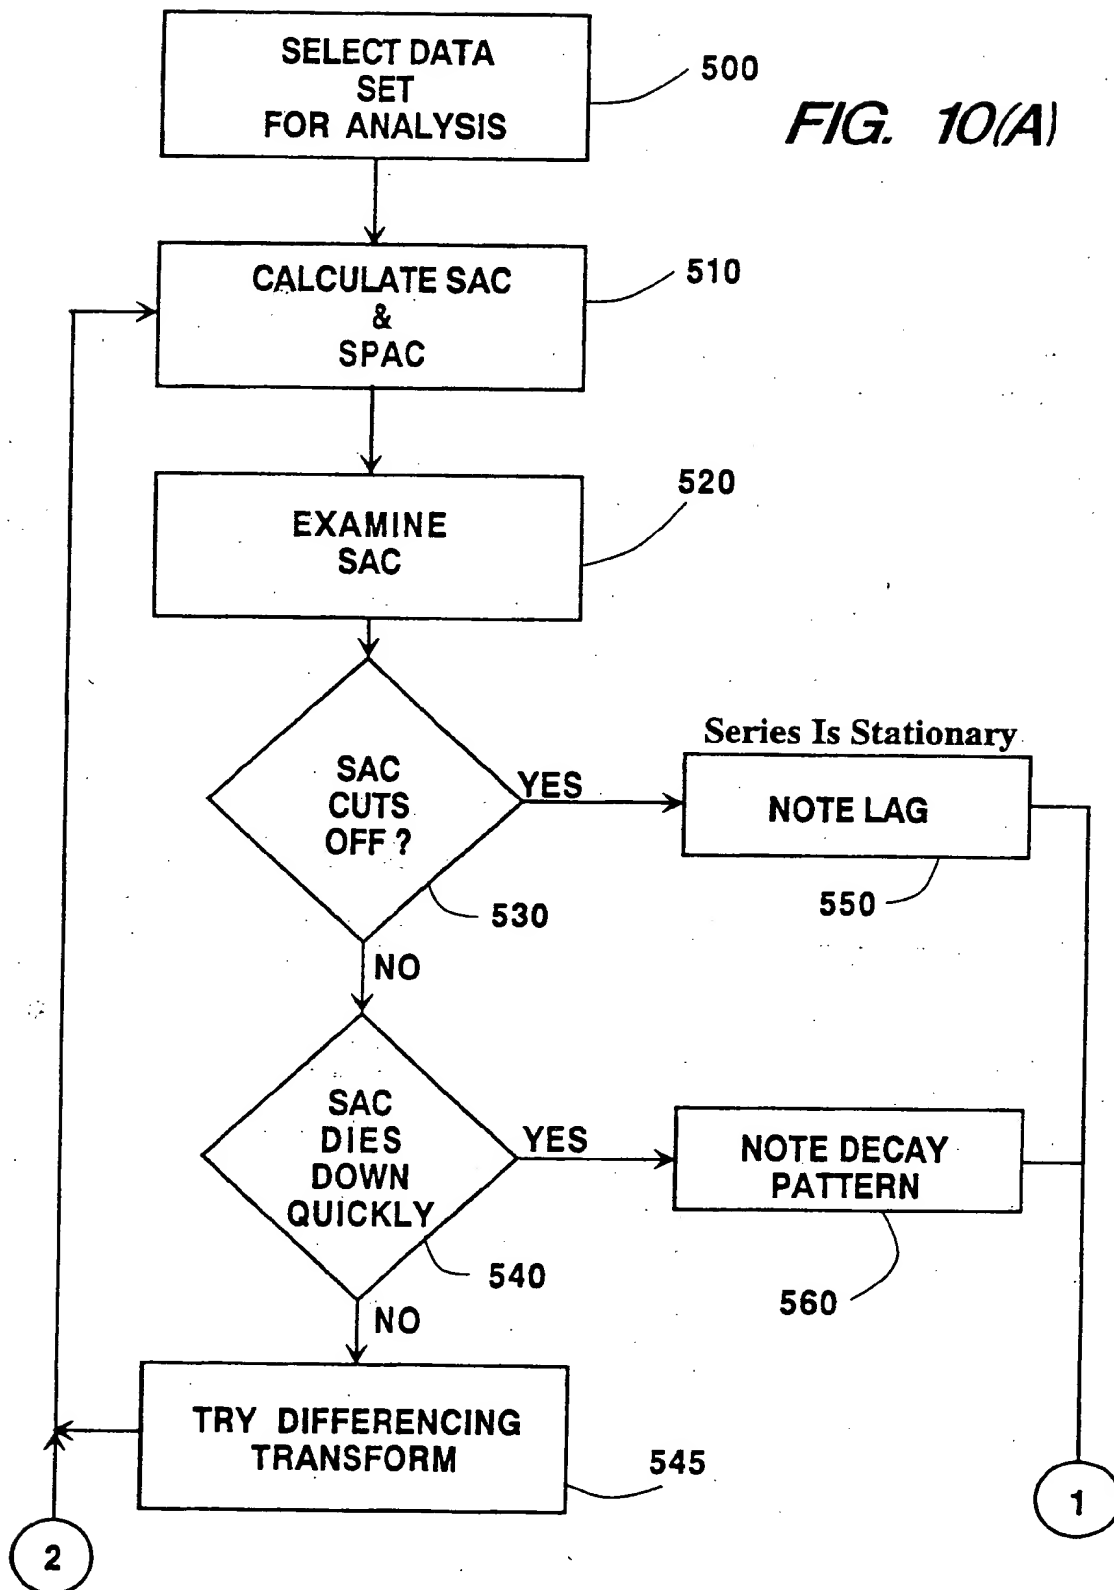 SELECT DATA
SET
FOR ANALYSIS
500
FIG. 10(A)
CALCULATE SAC
&
SPAC
510
EXAMINE
SAC
520
SAC
CUTS
OFF ?
530
YES
Series Is Stationary
NOTE LAG
550
NO
SAC
DIES
DOWN
QUICKLY
540
YES
NOTE DECAY
PATTERN
560
NO
TRY DIFFERENCING
TRANSFORM
545
1
2